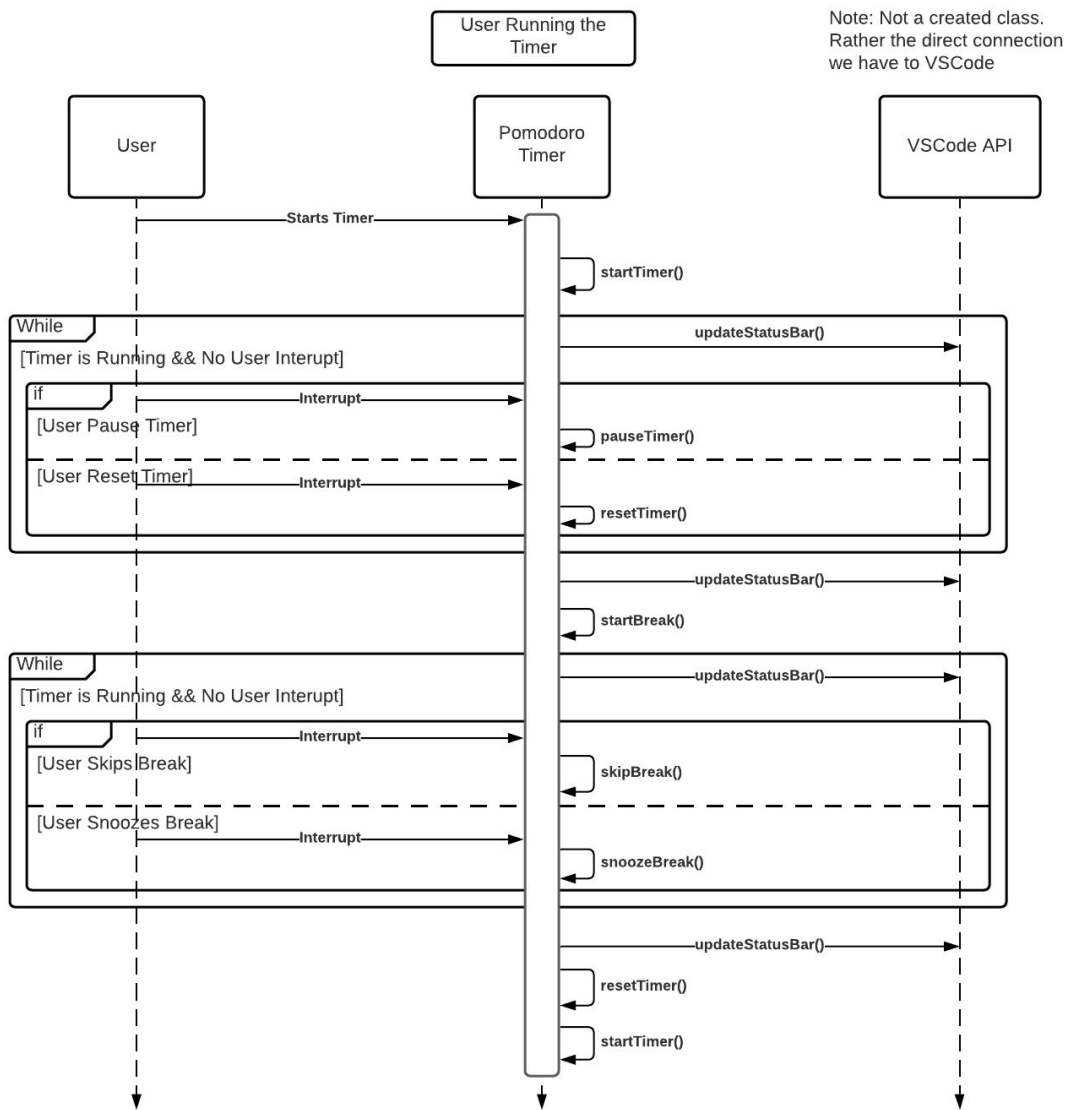 User Running the
Timer
Note: Not a created class.
Rather the direct connection
we have to VSCode
User
Pomodoro
Timer
VSCode API
Starts Timer
startTimer()
While
updateStatusBar()
[Timer is Running && No User Interupt]
if
Interrupt
[User Pause Timer]
pauseTimer()
[User Reset Timer]
Interrupt
resetTimer()
updateStatusBar()
startBreak()
While
updateStatusBar()
[Timer is Running && No User Interupt]
if
Interrupt
[User Skips Break]
skipBreak()
[User Snoozes Break]
Interrupt
snoozeBreak()
updateStatusBar()
resetTimer()
startTimer()